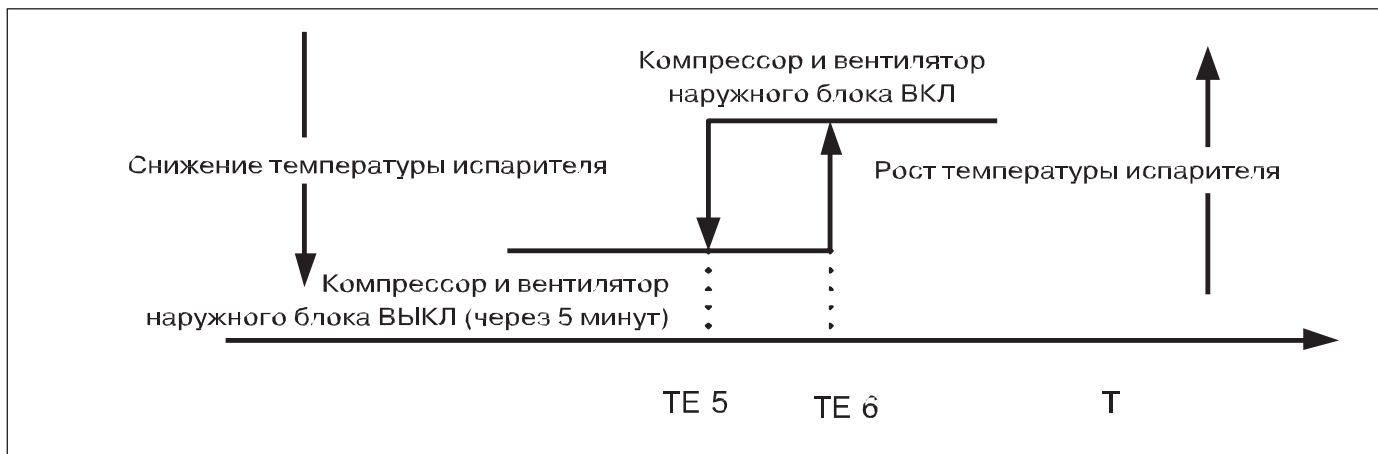 Компрессор и вентилятор
наружного блока ВКЛ
Снижение температуры испарителя
Рост температуры испарителя
Компрессор и вентилятор
наружного блока ВЫКЛ (через 5 минут)
TE 5
TE 6
T